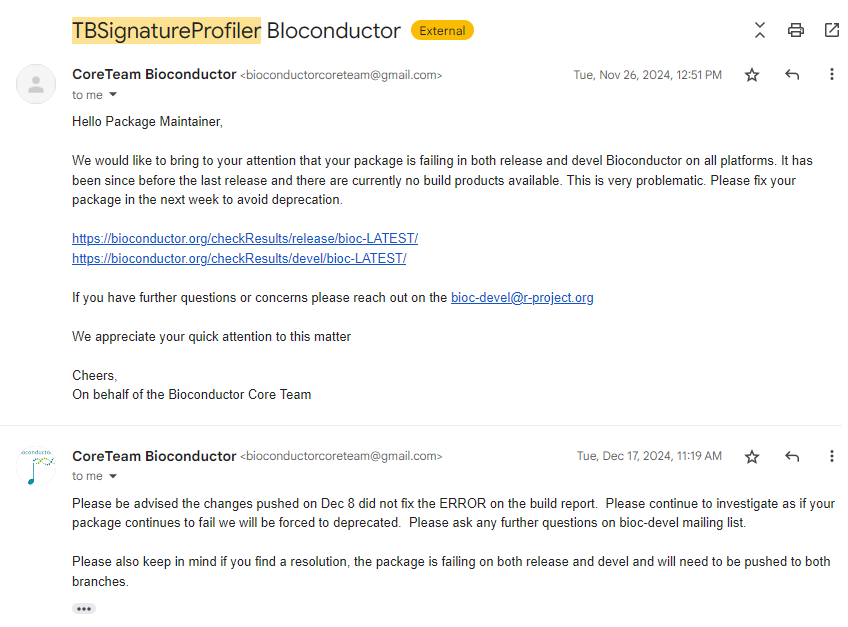 TBSignatureProfiler BIoconductor External
CoreTeam Bioconductor <bioconductorcoreteam@gmail.com> Tue, Nov 26, 2024, 12:51 PM
to me
Hello Package Maintainer,
We would like to bring to your attention that your package is failing in both release and devel Bioconductor on all platforms. It has
been since before the last release and there are currently no build products available. This is very problematic. Please fix your
package in the next week to avoid deprecation.
https://bioconductor.org/checkResults/release/bioc-LATEST/
https://bioconductor.org/checkResults/devel/bioc-LATEST/
If you have further questions or concerns please reach out on the bioc-devel@r-project.org
We appreciate your quick attention to this matter
Cheers,
On behalf of the Bioconductor Core Team
CoreTeam Bioconductor <bioconductorcoreteam@gmail.com> Tue, Dec 17, 2024, 11:19 AM
to me
Please be advised the changes pushed on Dec 8 did not fix the ERROR on the build report.  Please continue to investigate as if your
package continues to fail we will be forced to deprecated.  Please ask any further questions on bioc-devel mailing list.
Please also keep in mind if you find a resolution, the package is failing on both release and devel and will need to be pushed to both
branches.